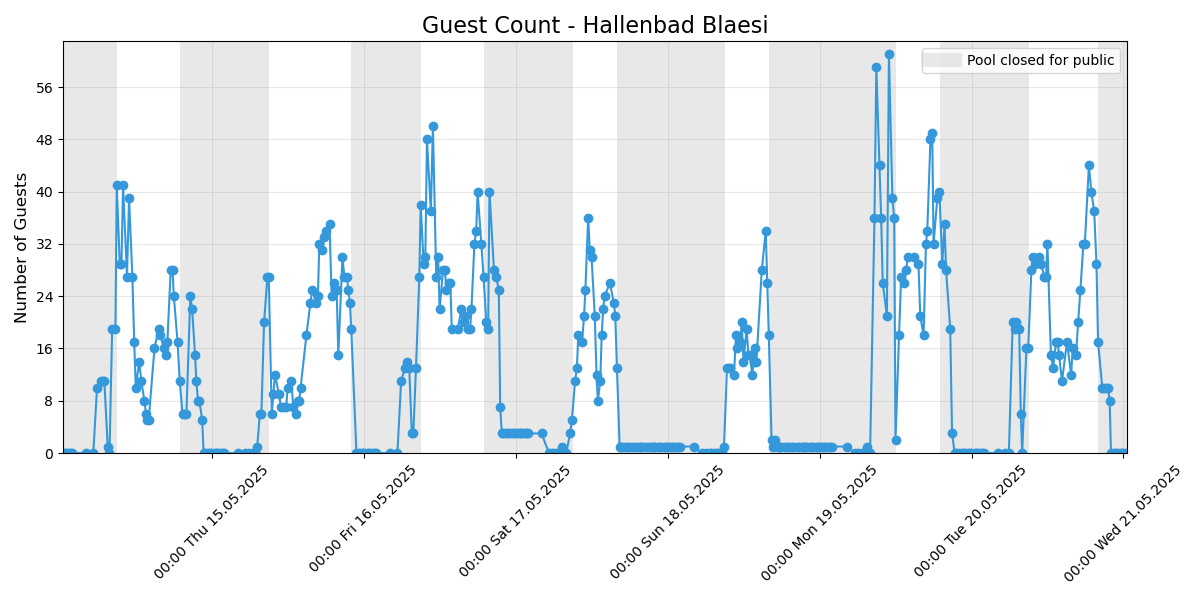 Guest Count - Hallenbad Blaesi
Pool closed for public
Number of Guests
56
48
40
32
24
16
8
0
00:00 Thu 15.05.2025
00:00 Fri 16.05.2025
00:00 Sat 17.05.2025
00:00 Sun 18.05.2025
00:00 Mon 19.05.2025
00:00 Tue 20.05.2025
00:00 Wed 21.05.2025